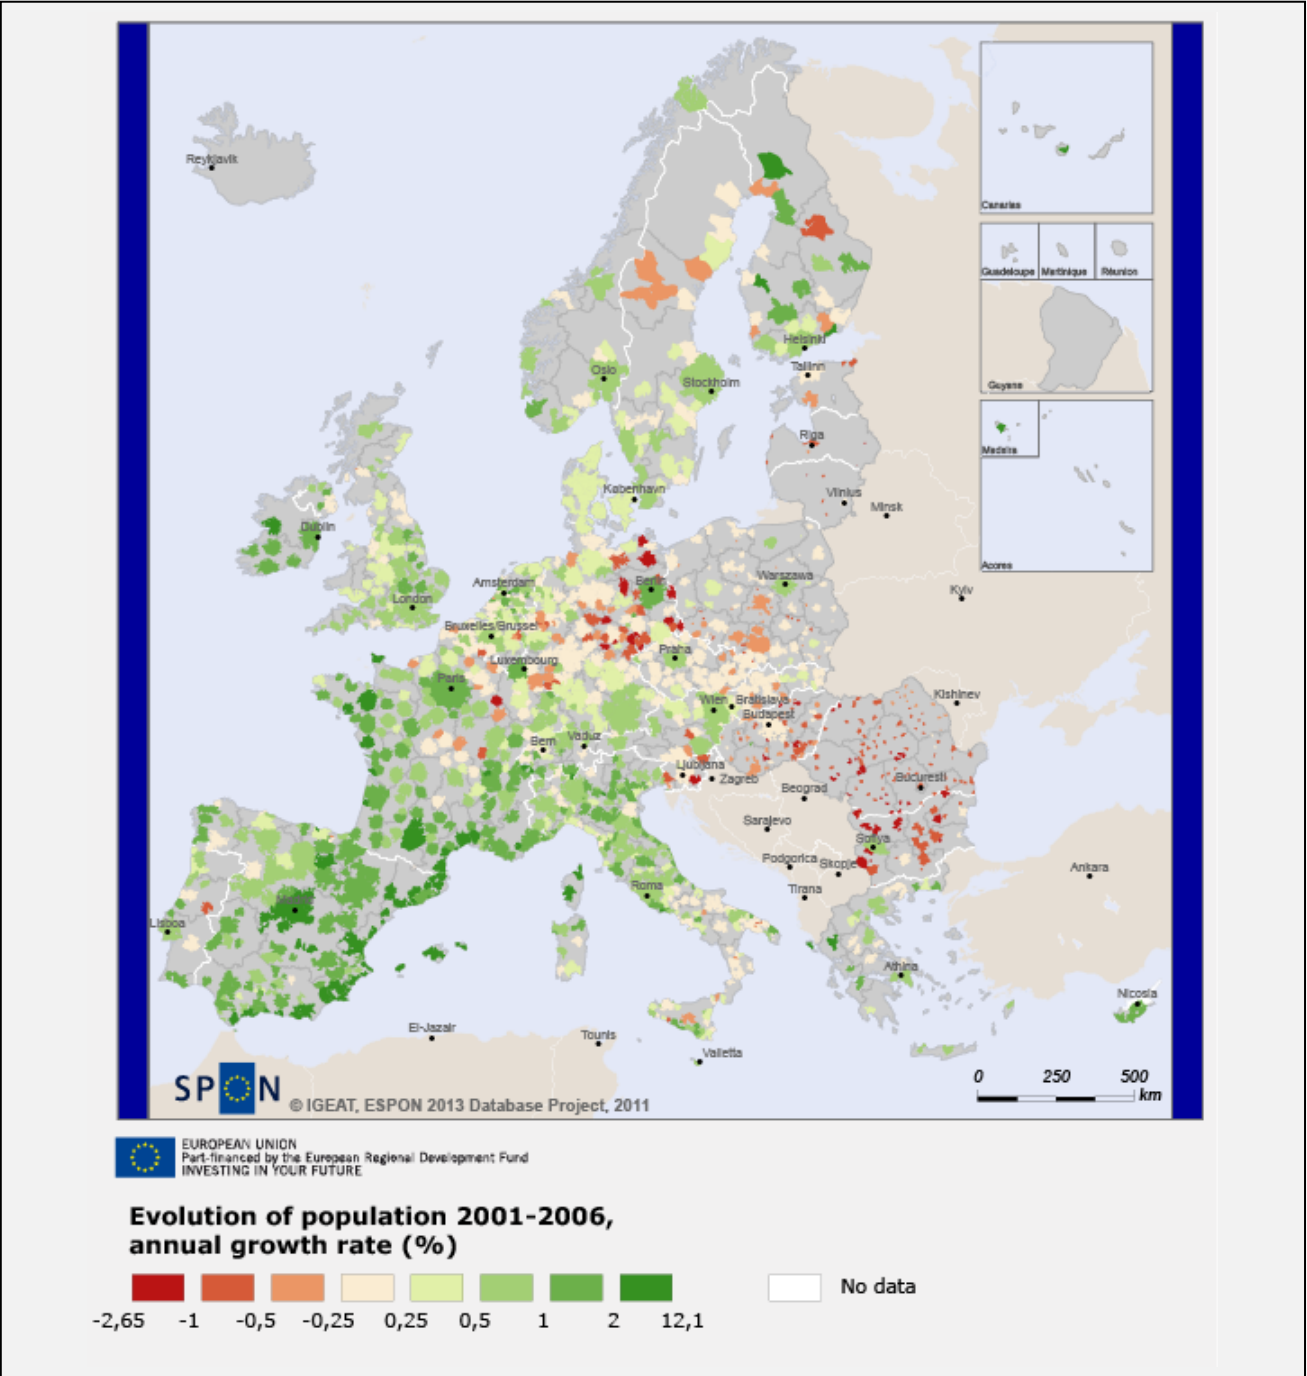 Reykjavik
Canarias
Guadeloupe
Martinique
Réunion
Guyane
Madeira
Acores
Oslo
Stockholm
Helsinki
Tallinn
Riga
Vilnius
Minsk
København
Dublin
London
Amsterdam
Berlin
Warszawa
Kyiv
Bruxelles/Brussel
Luxembourg
Praha
Paris
Wien
Bratislava
Budapest
Kishinev
Bern
Vaduz
Ljubljana
Zagreb
Beograd
Bucuresti
Sarajevo
Sofiya
Podgorica
Skopje
Tirana
Ankara
Roma
Lisboa
Athina
Nicosia
El-Jazair
Tounis
Valletta
0 250 500
km
SP N
© IGEAT, ESPON 2013 Database Project, 2011
EUROPEAN UNION
Part-financed by the European Regional Development Fund
INVESTING IN YOUR FUTURE
Evolution of population 2001-2006,
annual growth rate (%)
No data
-2,65 -1 -0,5 -0,25 0,25 0,5 1 2 12,1